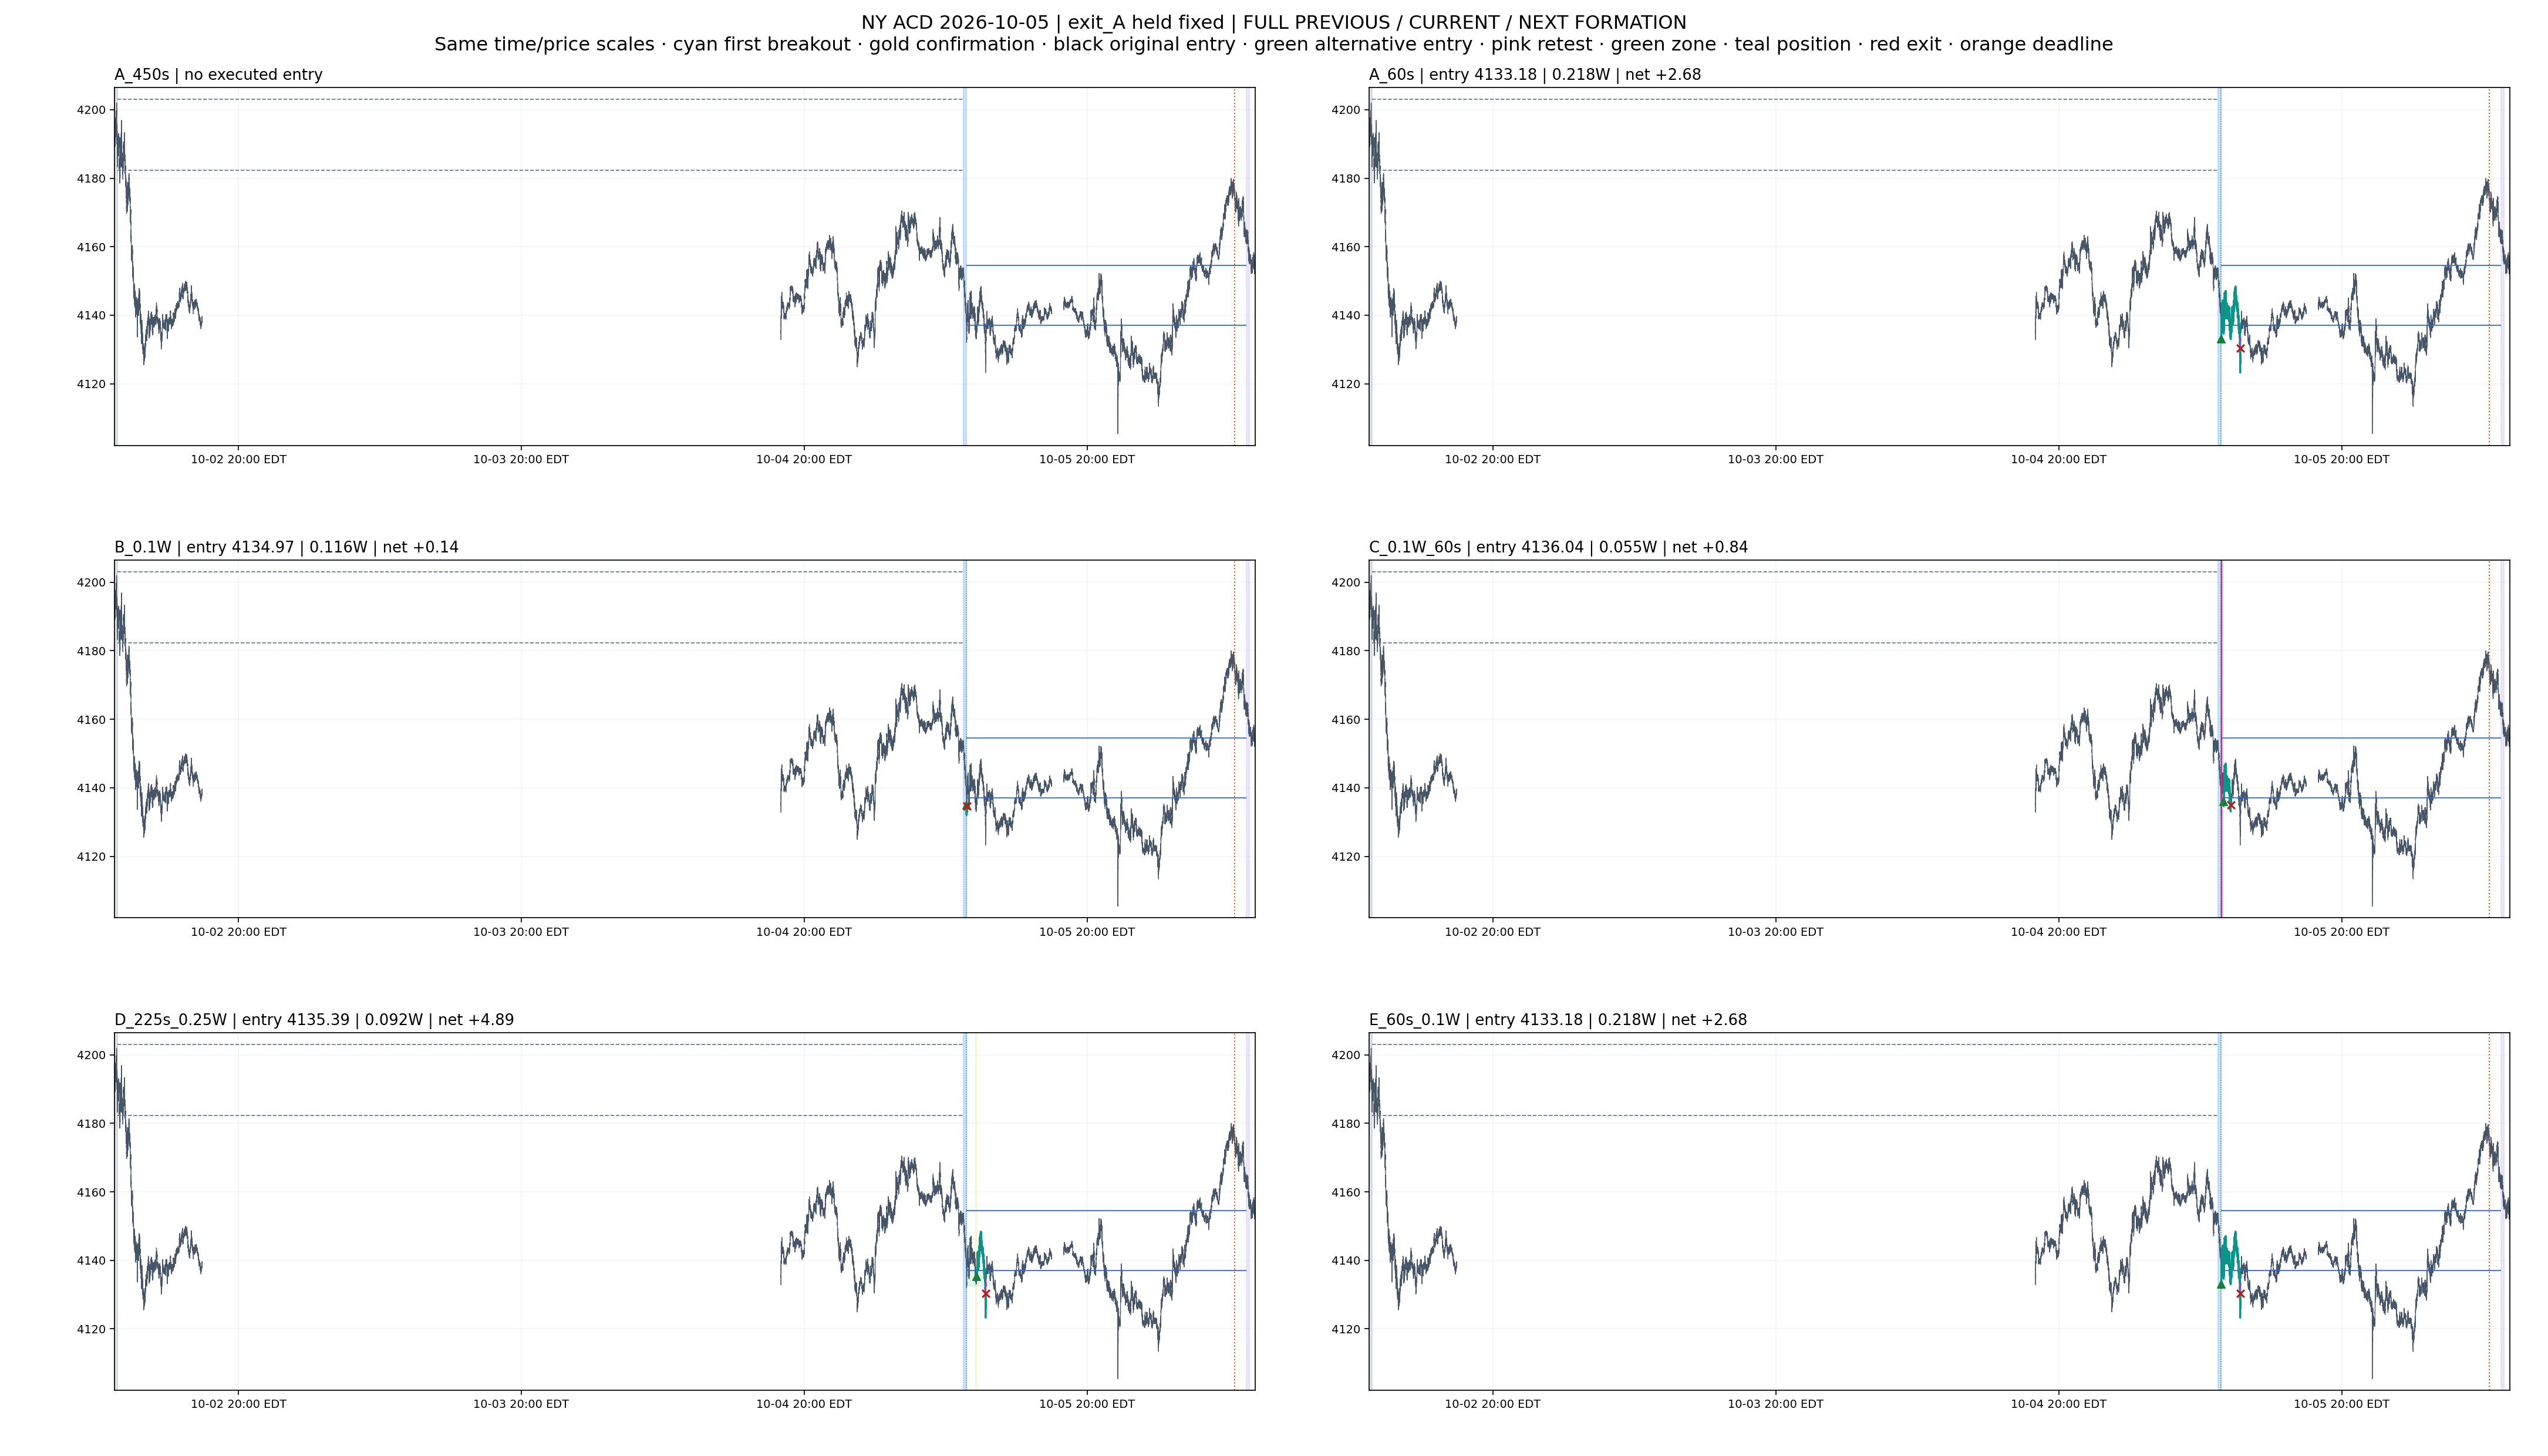 NY ACD 2026-10-05 | exit_A held fixed | FULL PREVIOUS / CURRENT / NEXT FORMATION
Same time/price scales · cyan first breakout · gold confirmation · black original entry · green alternative entry · pink retest · green zone · teal position · red exit · orange deadline
A_450s | no executed entry
4200
4180
4160
4140
4120
10-02 20:00 EDT
10-03 20:00 EDT
10-04 20:00 EDT
10-05 20:00 EDT
A_60s | entry 4133.18 | 0.218W | net +2.68
4200
4180
4160
4140
4120
10-02 20:00 EDT
10-03 20:00 EDT
10-04 20:00 EDT
10-05 20:00 EDT
B_0.1W | entry 4134.97 | 0.116W | net +0.14
4200
4180
4160
4140
4120
10-02 20:00 EDT
10-03 20:00 EDT
10-04 20:00 EDT
10-05 20:00 EDT
C_0.1W_60s | entry 4136.04 | 0.055W | net +0.84
4200
4180
4160
4140
4120
10-02 20:00 EDT
10-03 20:00 EDT
10-04 20:00 EDT
10-05 20:00 EDT
D_225s_0.25W | entry 4135.39 | 0.092W | net +4.89
4200
4180
4160
4140
4120
10-02 20:00 EDT
10-03 20:00 EDT
10-04 20:00 EDT
10-05 20:00 EDT
E_60s_0.1W | entry 4133.18 | 0.218W | net +2.68
4200
4180
4160
4140
4120
10-02 20:00 EDT
10-03 20:00 EDT
10-04 20:00 EDT
10-05 20:00 EDT